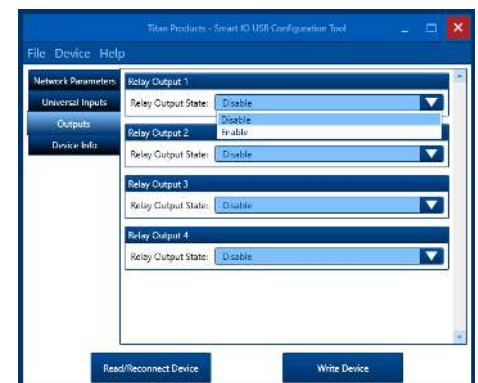 Titan Products - Smart IO USB Configuration Tool
File Device Help
Network Parameters
Universal Inputs
Outputs
Device Info
Relay Output 1
Relay Output State: Disable
Disable
Enable
Relay Output 2
Relay Output State: Disable
Relay Output 3
Relay Output State: Disable
Relay Output 4
Relay Output State: Disable
Read/Reconnect Device
Write Device